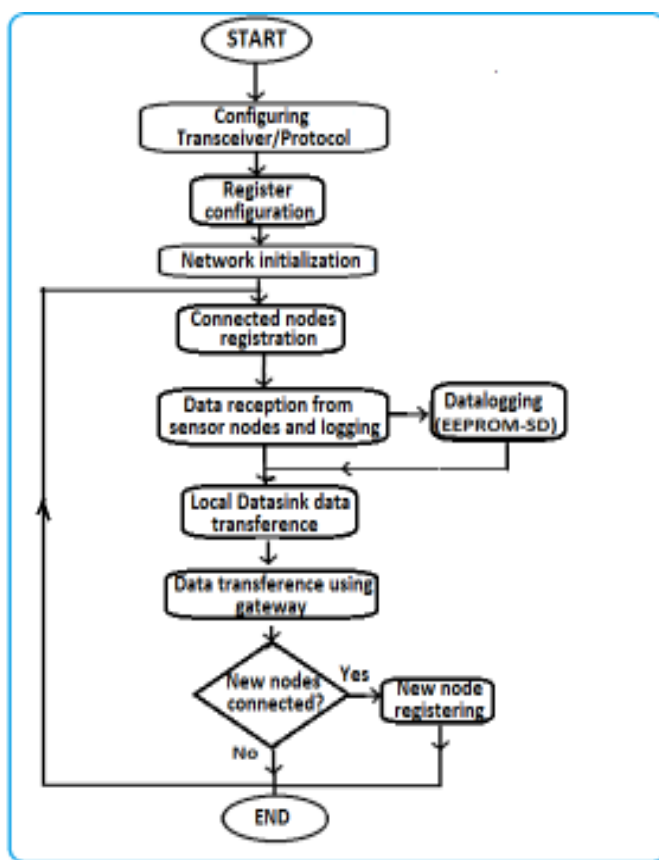 START
Configuring
Transceiver/Protocol
Register
configuration
Network initialization
Connected nodes
registration
Data reception from
sensor nodes and logging
Datalogging
(EEPROM-SD)
Local Datasink data
transference
Data transference using
gateway
New nodes
connected?
Yes
New node
registering
No
END